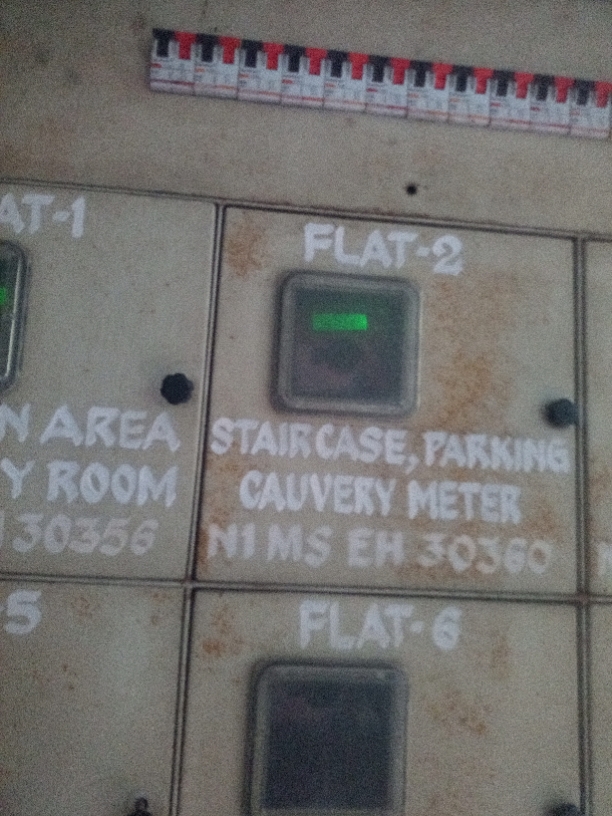 AT-1
N AREA
Y ROOM
30356
FLAT-2
STAIRCASE, PARKING
CAUVERY METER
N1 MS EH 30360
-5
FLAT-6